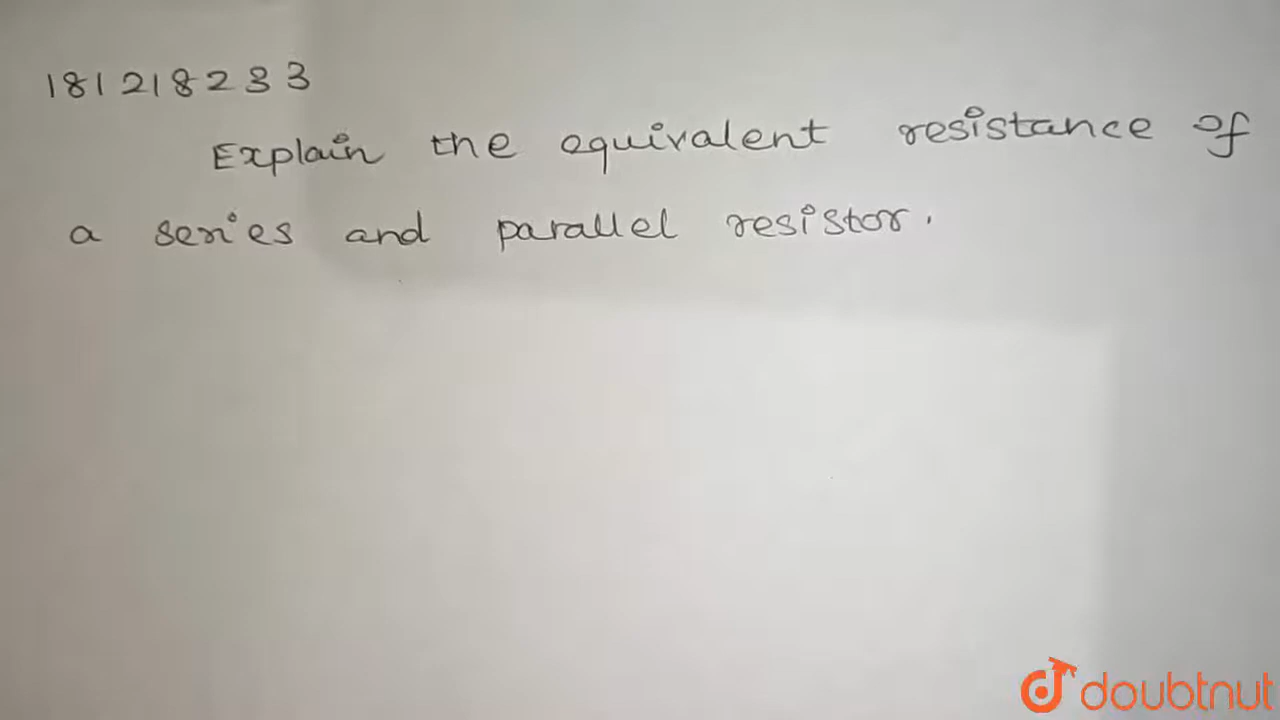 181218233
Explain the equivalent resistance of
a series and parallel resistor.
doubtnut